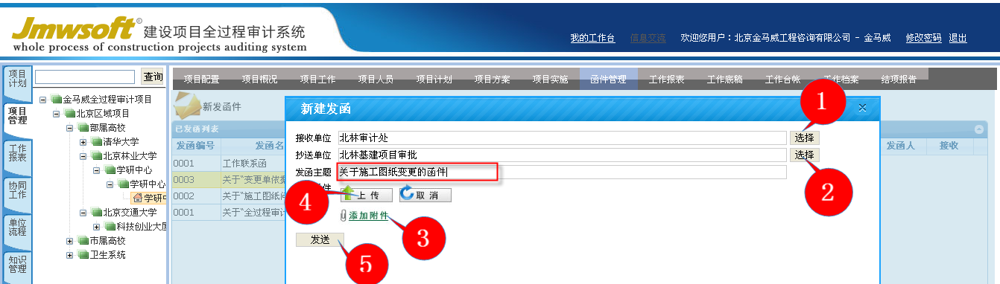 Jmwsoft® 建设项目全过程审计系统
whole process of construction projects auditing system
我的工作台 信息交流 欢迎您用户：北京金马威工程咨询有限公司 - 金马威 修改密码 退出
项目计划
项目管理
工作报表
协同工作
单位流程
知识管理
查询
金马威全过程审计项目
北京区域项目
部属高校
清华大学
北京林业大学
学研中心
学研中心
学研中
北京交通大学
科技创业大厦
市属高校
卫生系统
项目配置 项目概况 项目工作 项目人员 项目计划 项目方案 项目实施 函件管理 工作报表 工作底稿 工作台帐 工作档案 结项报告
新发函件
已发函列表
发函编号 发函名 发函人 接收
0001 工作联系函
0003 关于"变更单依据
0002 关于"施工图纸问
0001 关于"全过程审计
新建发函 ×
接收单位 北林审计处 选择
抄送单位 北林基建项目审批 选择
发函主题 关于施工图纸变更的函件
件 上传 取消
添加附件
发送
1
2
3
4
5